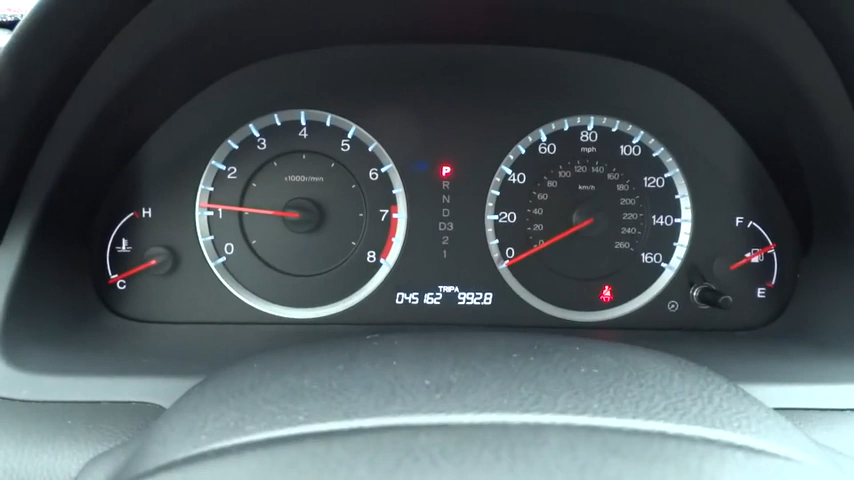 0 1 2 3 4 5 6 7 8
x1000r/min
H
C
P
R
N
D
D3
2
1
TRIP A
045162 992.8
0 20 40 60 80 100 120 140 160
mph
0 20 40 60 80 100 120 140 160 180 200 220 240 260
km/h
F
E